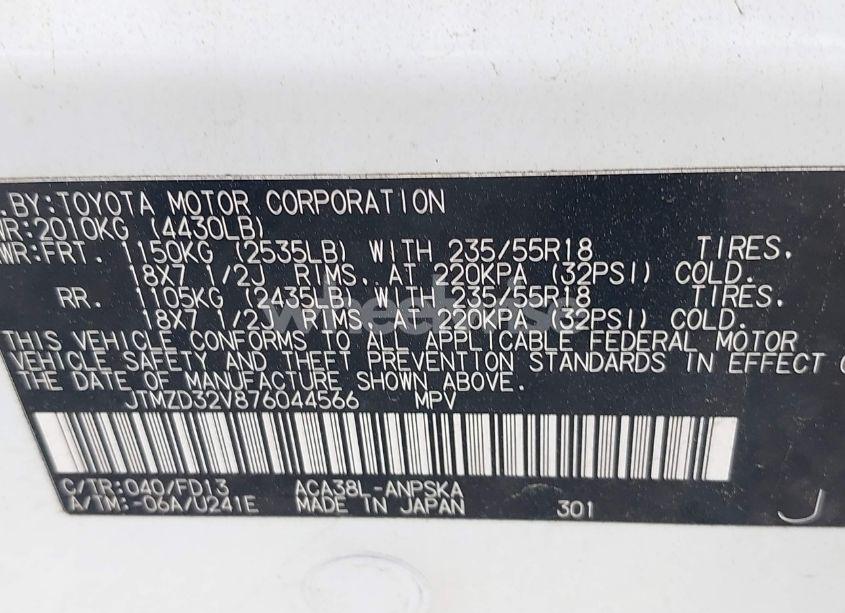 .BY:TOYOTA MOTOR CORPORATION
WR:2010KG (4430LB)
WR:FRT. 1150KG (2535LB) WITH 235/55R18 TIRES.
18X7 1/2J RIMS. AT 220KPA (32PSI) COLD.
RR. 1105KG (2435LB) WITH 235/55R18 TIRES.
18X7 1/2J RIMS. AT 220KPA (32PSI) COLD.
THIS VEHICLE CONFORMS TO ALL APPLICABLE FEDERAL MOTOR
VEHICLE SAFETY AND THEFT PREVENTION STANDARDS IN EFFECT
THE DATE OF MANUFACTURE SHOWN ABOVE.
JTMZD32V876044566 MPV
C/TR:040/FD13 ACA38L-ANPSKA
A/TM:-06A/U241E MADE IN JAPAN 301 J